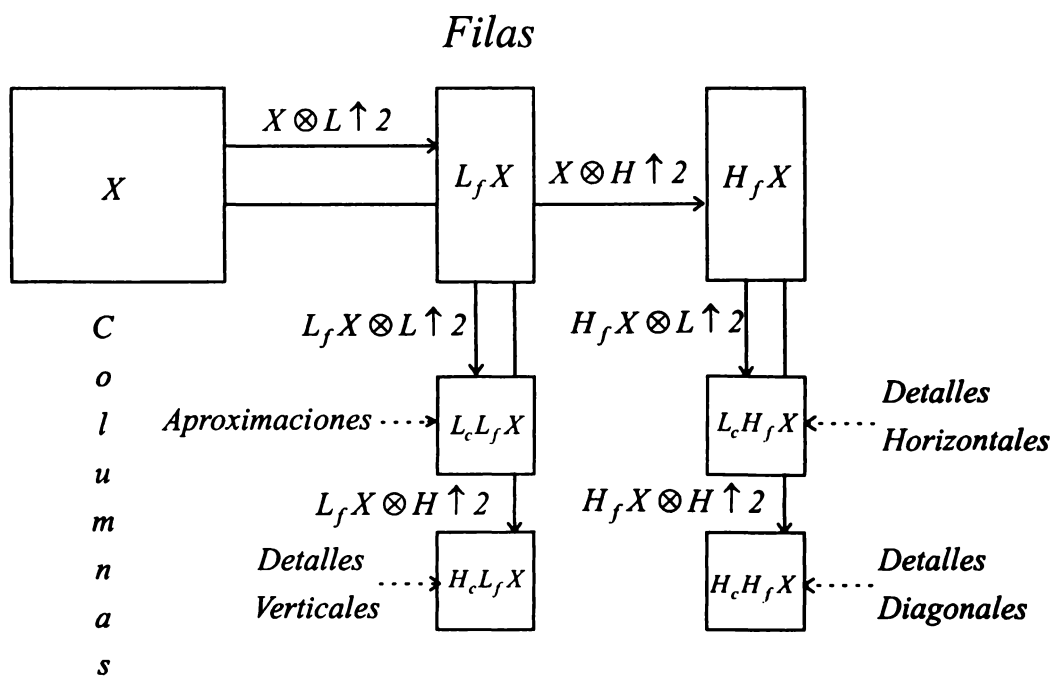 Filas
X ⊗ L ↑ 2
X
L_f X
X ⊗ H ↑ 2
H_f X
L_f X ⊗ L ↑ 2
H_f X ⊗ L ↑ 2
Columnas
Aproximaciones
L_c L_f X
L_c H_f X
Detalles
Horizontales
L_f X ⊗ H ↑ 2
H_f X ⊗ H ↑ 2
Detalles
Verticales
H_c L_f X
H_c H_f X
Detalles
Diagonales